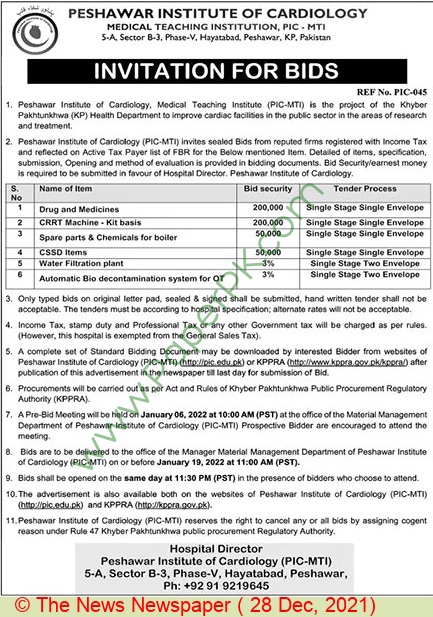 PESHAWAR INSTITUTE OF CARDIOLOGY
MEDICAL TEACHING INSTITUTION, PIC - MTI
5-A, Sector B-3, Phase-V, Hayatabad, Peshawar, KP, Pakistan
INVITATION FOR BIDS
REF No. PIC-045
1. Peshawar Institute of Cardiology, Medical Teaching Institute (PIC-MTI) is the project of the Khyber
Pakhtunkhwa (KP) Health Department to improve cardiac facilities in the public sector in the areas of research
and treatment.
2. Peshawar Institute of Cardiology (PIC-MTI) invites sealed Bids from reputed firms registered with Income Tax
and reflected on Active Tax Payer list of FBR for the Below mentioned Item. Detailed of items, specification,
submission, Opening and method of evaluation is provided in bidding documents. Bid Security/earnest money
is required to be submitted in favour of Hospital Director. Peshawar Institute of Cardiology.
S. No Name of Item Bid security Tender Process
1 Drug and Medicines 200,000 Single Stage Single Envelope
2 CRRT Machine - Kit basis 200,000 Single Stage Single Envelope
3 Spare parts & Chemicals for boiler 50,000 Single Stage Single Envelope
4 CSSD Items 50,000 Single Stage Single Envelope
5 Water Filtration plant 3% Single Stage Two Envelope
6 Automatic Bio decontamination system for OT 3% Single Stage Two Envelope
3. Only typed bids on original letter pad, sealed & signed shall be submitted, hand written tender shall not be
acceptable. The tenders must be according to hospital specification; alternate rates will not be acceptable.
4. Income Tax, stamp duty and Professional Tax or any other Government tax will be charged as per rules.
(However, this hospital is exempted from the General Sales Tax).
5. A complete set of Standard Bidding Document may be downloaded by interested Bidder from websites of
Peshawar Institute of Cardiology (PIC-MTI) (http://pic.edu.pk) or KPPRA (http://www.kppra.gov.pk/kppra/) after
publication of this advertisement in the newspaper till last day for submission of Bid.
6. Procurements will be carried out as per Act and Rules of Khyber Pakhtunkhwa Public Procurement Regulatory
Authority (KPPRA).
7. A Pre-Bid Meeting will be held on January 06, 2022 at 10:00 AM (PST) at the office of the Material Management
Department of Peshawar Institute of Cardiology (PIC-MTI) Prospective Bidder are encouraged to attend the
meeting.
8. Bids are to be delivered to the office of the Manager Material Management Department of Peshawar Institute
of Cardiology (PIC-MTI) on or before January 19, 2022 at 11:00 AM (PST).
9. Bids shall be opened on the same day at 11:30 PM (PST) in the presence of bidders who choose to attend.
10. The advertisement is also available both on the websites of Peshawar Institute of Cardiology (PIC-MTI)
(http://pic.edu.pk) and KPPRA (http://kppra.gov.pk).
11. Peshawar Institute of Cardiology (PIC-MTI) reserves the right to cancel any or all bids by assigning cogent
reason under Rule 47 Khyber Pakhtunkhwa public procurement Regulatory Authority.
Hospital Director
Peshawar Institute of Cardiology (PIC-MTI)
5-A, Sector B-3, Phase-V, Hayatabad, Peshawar,
Ph: +92 91 9219645
www.PaperPK.com
© The News Newspaper ( 28 Dec, 2021)